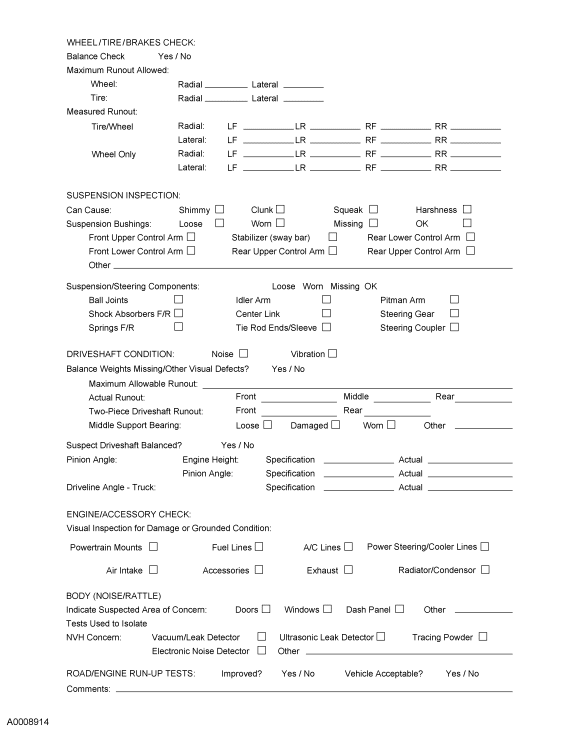 WHEEL/TIRE/BRAKES CHECK:
Balance Check Yes / No
Maximum Runout Allowed:
Wheel: Radial ________ Lateral ________
Tire: Radial ________ Lateral ________
Measured Runout:
Tire/Wheel Radial: LF ________ LR ________ RF ________ RR ________
Lateral: LF ________ LR ________ RF ________ RR ________
Wheel Only Radial: LF ________ LR ________ RF ________ RR ________
Lateral: LF ________ LR ________ RF ________ RR ________
SUSPENSION INSPECTION:
Can Cause: Shimmy ☐ Clunk ☐ Squeak ☐ Harshness ☐
Suspension Bushings: Loose ☐ Worn ☐ Missing ☐ OK ☐
Front Upper Control Arm ☐ Stabilizer (sway bar) ☐ Rear Lower Control Arm ☐
Front Lower Control Arm ☐ Rear Upper Control Arm ☐ Rear Upper Control Arm ☐
Other ________
Suspension/Steering Components: Loose Worn Missing OK
Ball Joints ☐ Idler Arm ☐ Pitman Arm ☐
Shock Absorbers F/R ☐ Center Link ☐ Steering Gear ☐
Springs F/R ☐ Tie Rod Ends/Sleeve ☐ Steering Coupler ☐
DRIVESHAFT CONDITION: Noise ☐ Vibration ☐
Balance Weights Missing/Other Visual Defects? Yes / No
Maximum Allowable Runout: ________
Actual Runout: Front ________ Middle ________ Rear ________
Two-Piece Driveshaft Runout: Front ________ Rear ________
Middle Support Bearing: Loose ☐ Damaged ☐ Worn ☐ Other ________
Suspect Driveshaft Balanced? Yes / No
Pinion Angle: Engine Height: Specification ________ Actual ________
Pinion Angle: Specification ________ Actual ________
Driveline Angle - Truck: Specification ________ Actual ________
ENGINE/ACCESSORY CHECK:
Visual Inspection for Damage or Grounded Condition:
Powertrain Mounts ☐ Fuel Lines ☐ A/C Lines ☐ Power Steering/Cooler Lines ☐
Air Intake ☐ Accessories ☐ Exhaust ☐ Radiator/Condensor ☐
BODY (NOISE/RATTLE)
Indicate Suspected Area of Concern: Doors ☐ Windows ☐ Dash Panel ☐ Other ________
Tests Used to Isolate
NVH Concern: Vacuum/Leak Detector ☐ Ultrasonic Leak Detector ☐ Tracing Powder ☐
Electronic Noise Detector ☐ Other ________
ROAD/ENGINE RUN-UP TESTS: Improved? Yes / No Vehicle Acceptable? Yes / No
Comments: ________
A0008914